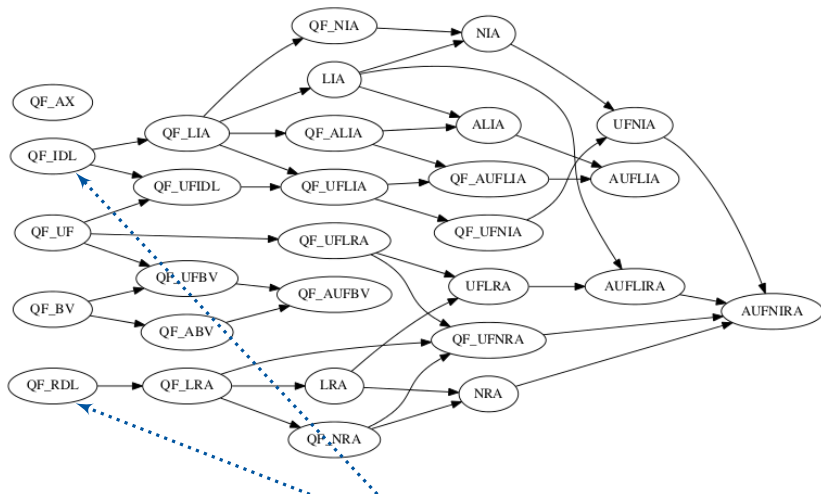 QF_NIA
NIA
LIA
QF_AX
QF_LIA
QF_ALIA
ALIA
UFNIA
QF_IDL
QF_UFIDL
QF_UFLIA
QF_AUFLIA
AUFLIA
QF_UF
QF_UFLRA
QF_UFNIA
QF_UFBV
QF_AUFBV
UFLRA
AUFLIRA
QF_BV
QF_ABV
QF_UFNRA
AUFNIRA
QF_RDL
QF_LRA
LRA
NRA
QF_NRA